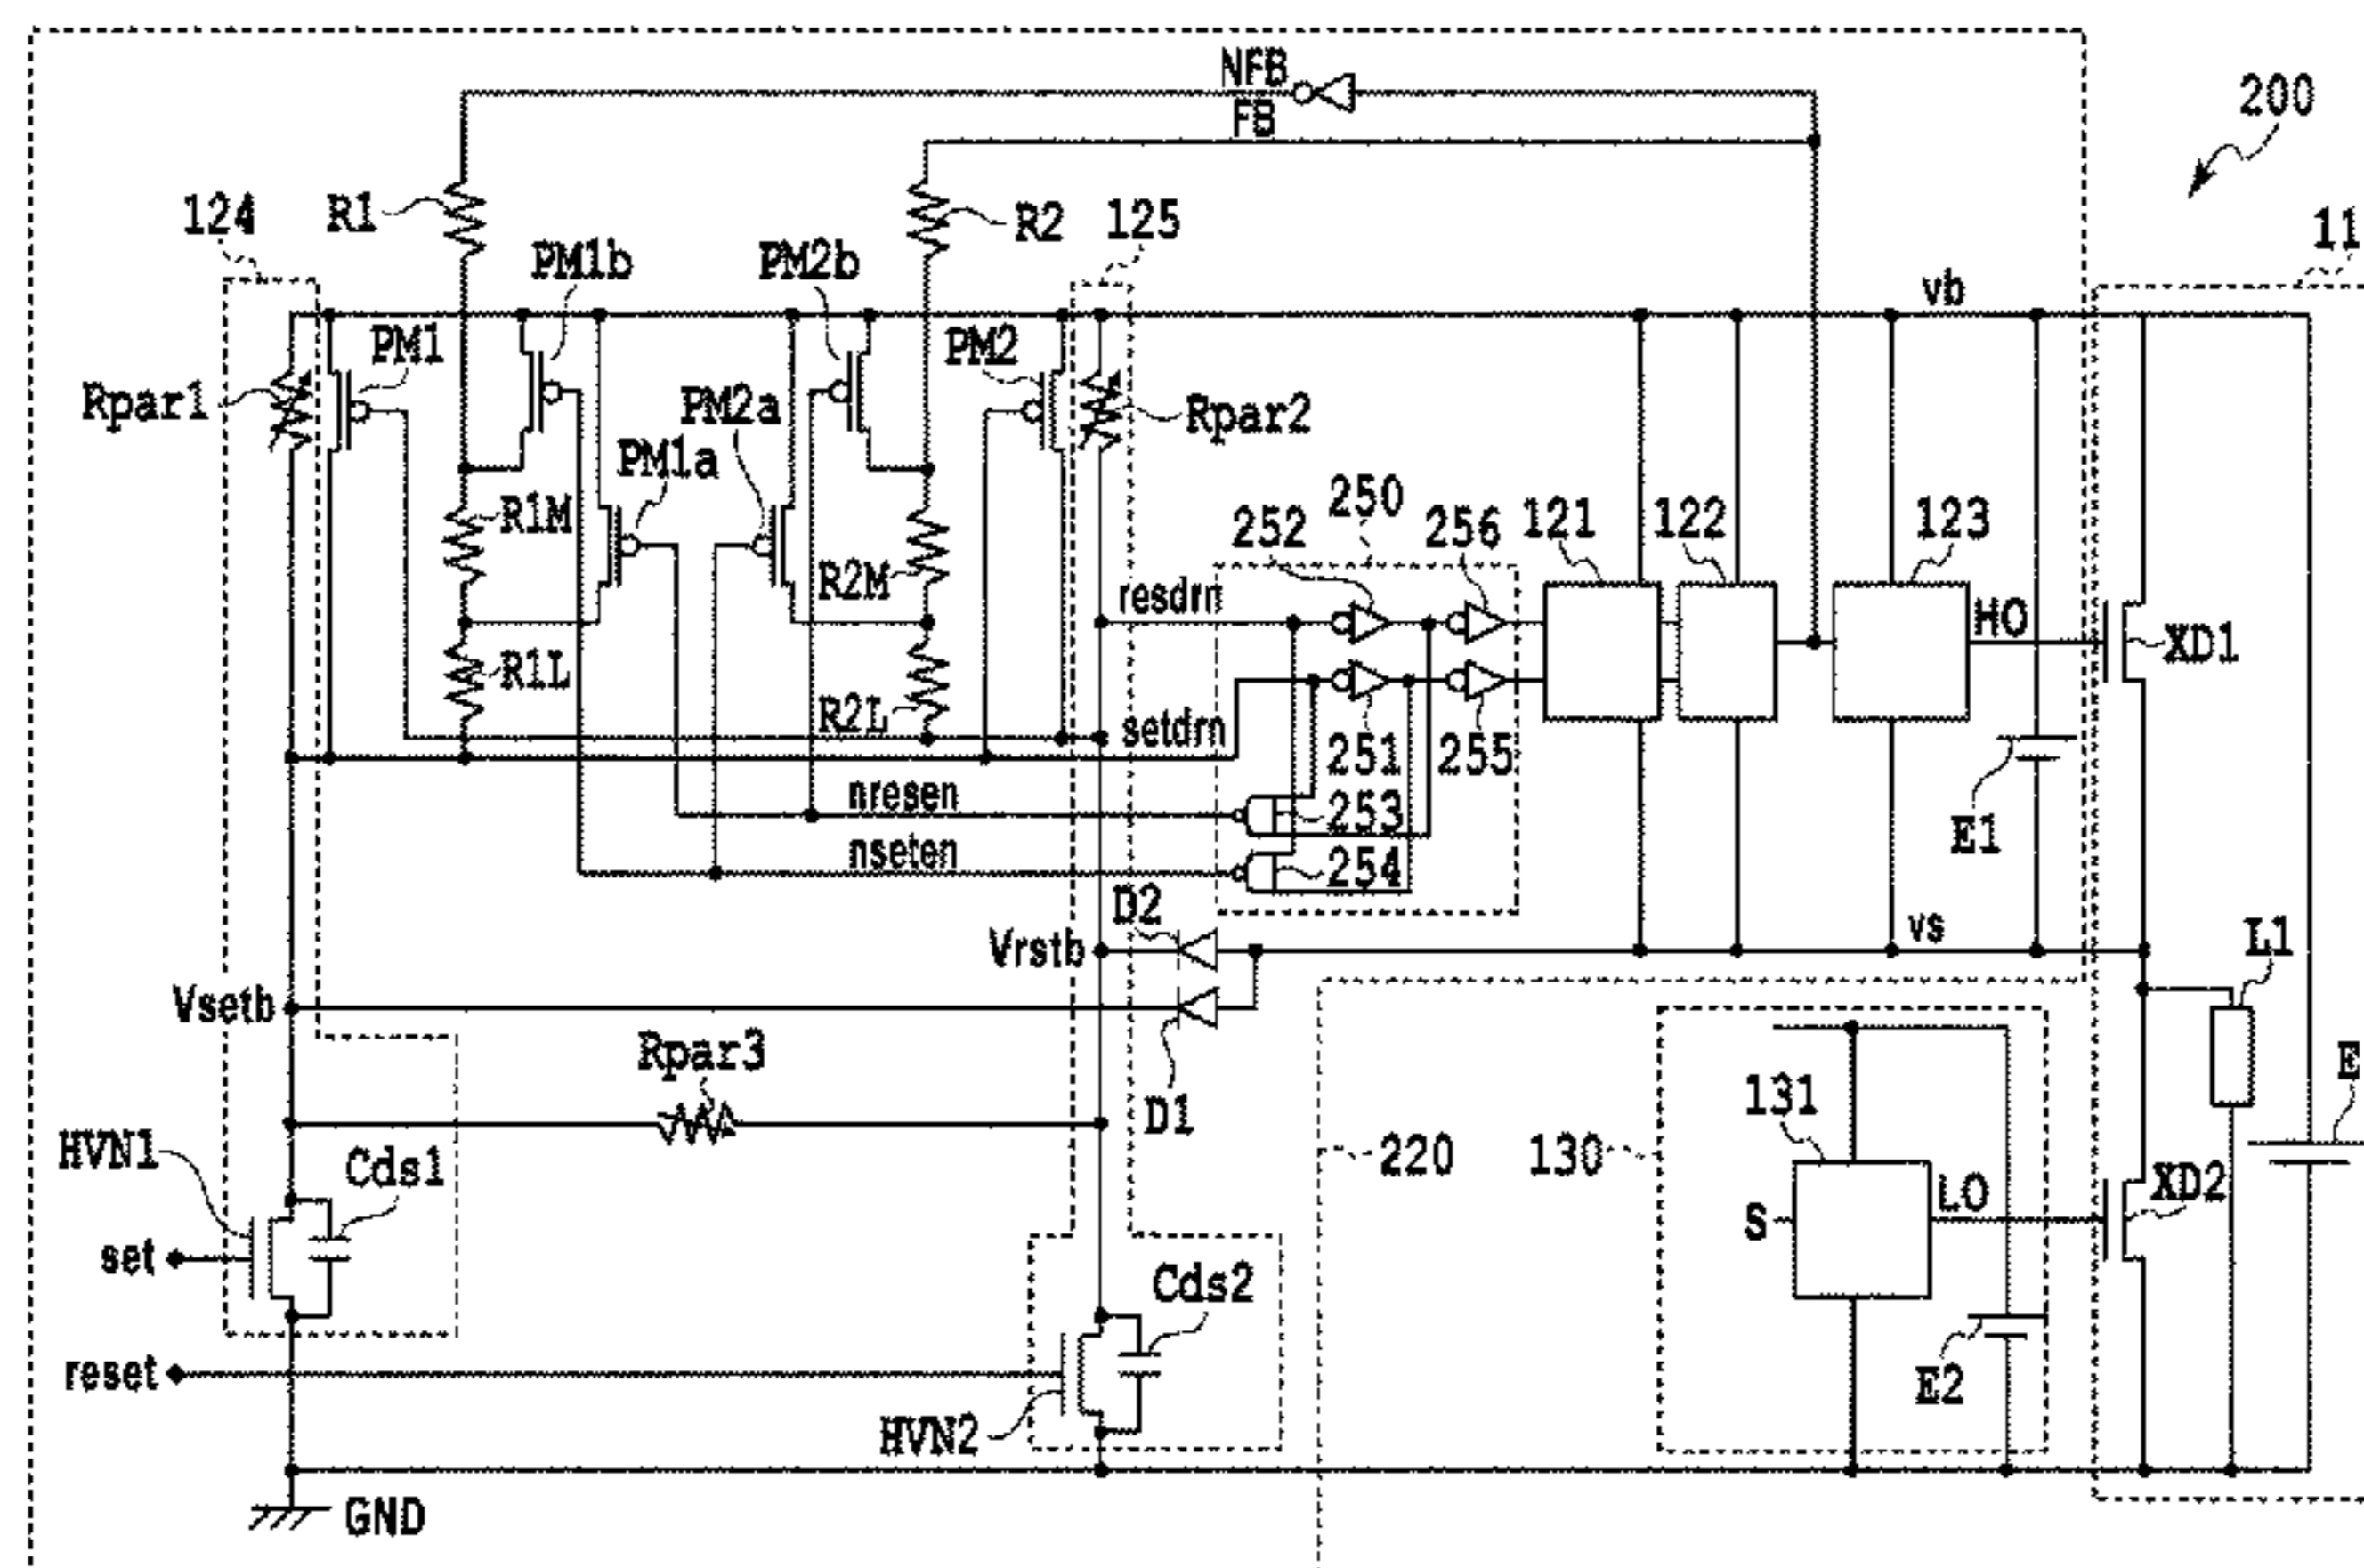 NFB
FB
200
124
R1
R2
125
11
PM1b
PM2b
vb
PM1
PM2
Rpar1
PM2a
Rpar2
PM1a
250
R1M
252
256
121
122
123
R2M
resdrn
HO
XD1
R1L
R2L
setdrn
251
255
nresen
253
E1
nseten
254
D2
Vrstb
vs
L1
Vsetb
Rpar3
D1
131
E
HVN1
Cds1
220
130
LO
XD2
S
set
Cds2
reset
HVN2
E2
GND